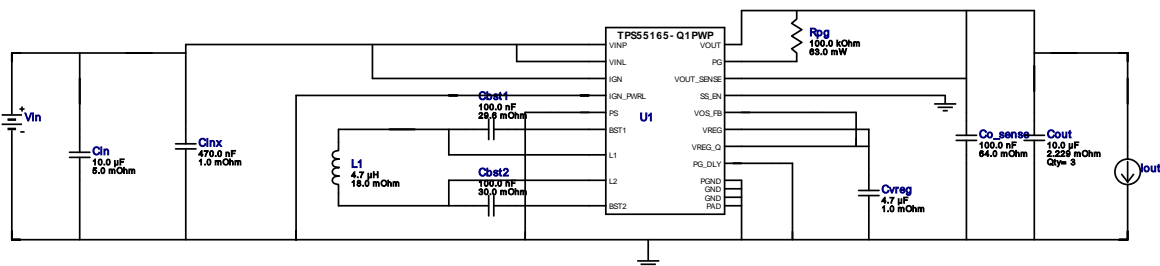 TPS55165-Q1PWP
VINP
VINL
IGN
IGN_PWRL
PS
BST1
L1
L2
BST2
U1
VOUT
PG
VOUT_SENSE
SS_EN
VOS_FB
VREG
VREG_Q
PG_DLY
PGND
GND
GND
PAD
Rpg
100.0 kOhm
63.0 mW
Vin
Cin
10.0 µF
5.0 mOhm
Cinx
470.0 nF
1.0 mOhm
L1
4.7 µH
18.0 mOhm
Cbst1
100.0 nF
29.6 mOhm
Cbst2
100.0 nF
30.0 mOhm
Cvreg
4.7 µF
1.0 mOhm
Co_sense
100.0 nF
64.0 mOhm
Cout
10.0 µF
2.229 mOhm
Qty= 3
Iout